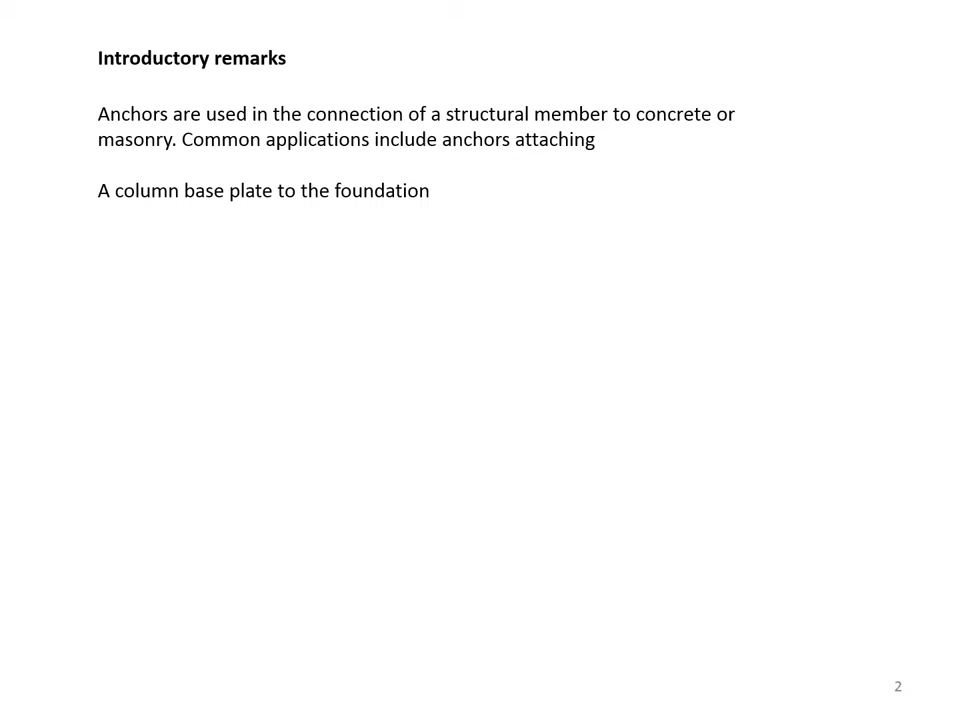 Introductory remarks
Anchors are used in the connection of a structural member to concrete or
masonry. Common applications include anchors attaching
A column base plate to the foundation
2